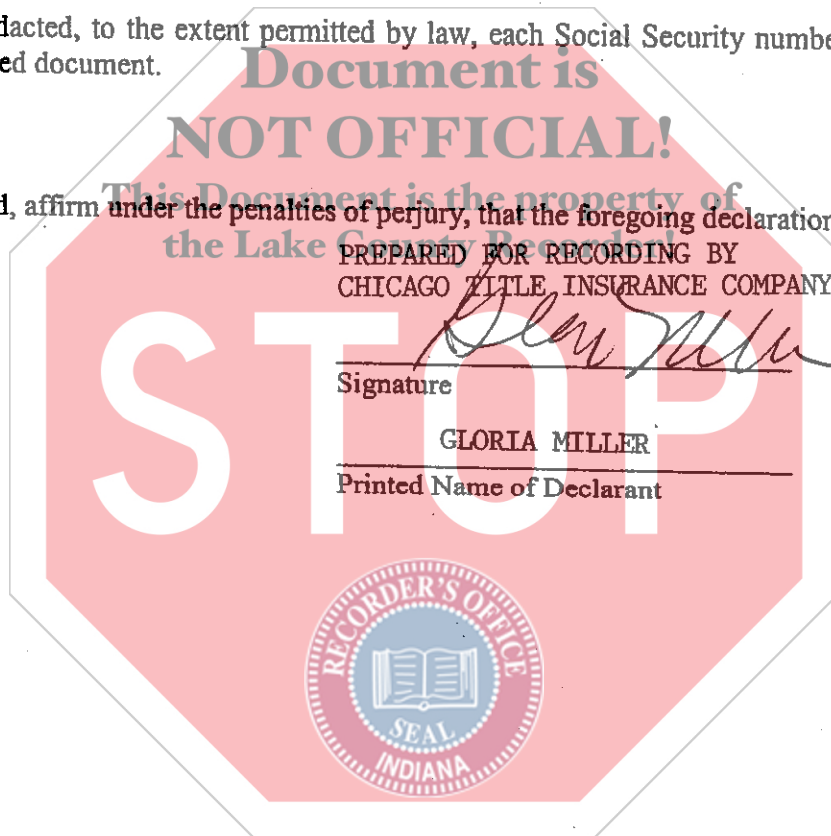 dacted, to the extent permitted by law, each Social Security numbe
ed document.
Document is
NOT OFFICIAL!
This Document is the property of
the Lake County Recorder!
, affirm under the penalties of perjury, that the foregoing declaration
PREPARED FOR RECORDING BY
CHICAGO TITLE INSURANCE COMPANY
Gloria Miller
Signature
GLORIA MILLER
Printed Name of Declarant
STOP
RECORDER'S OFFICE
SEAL
INDIANA